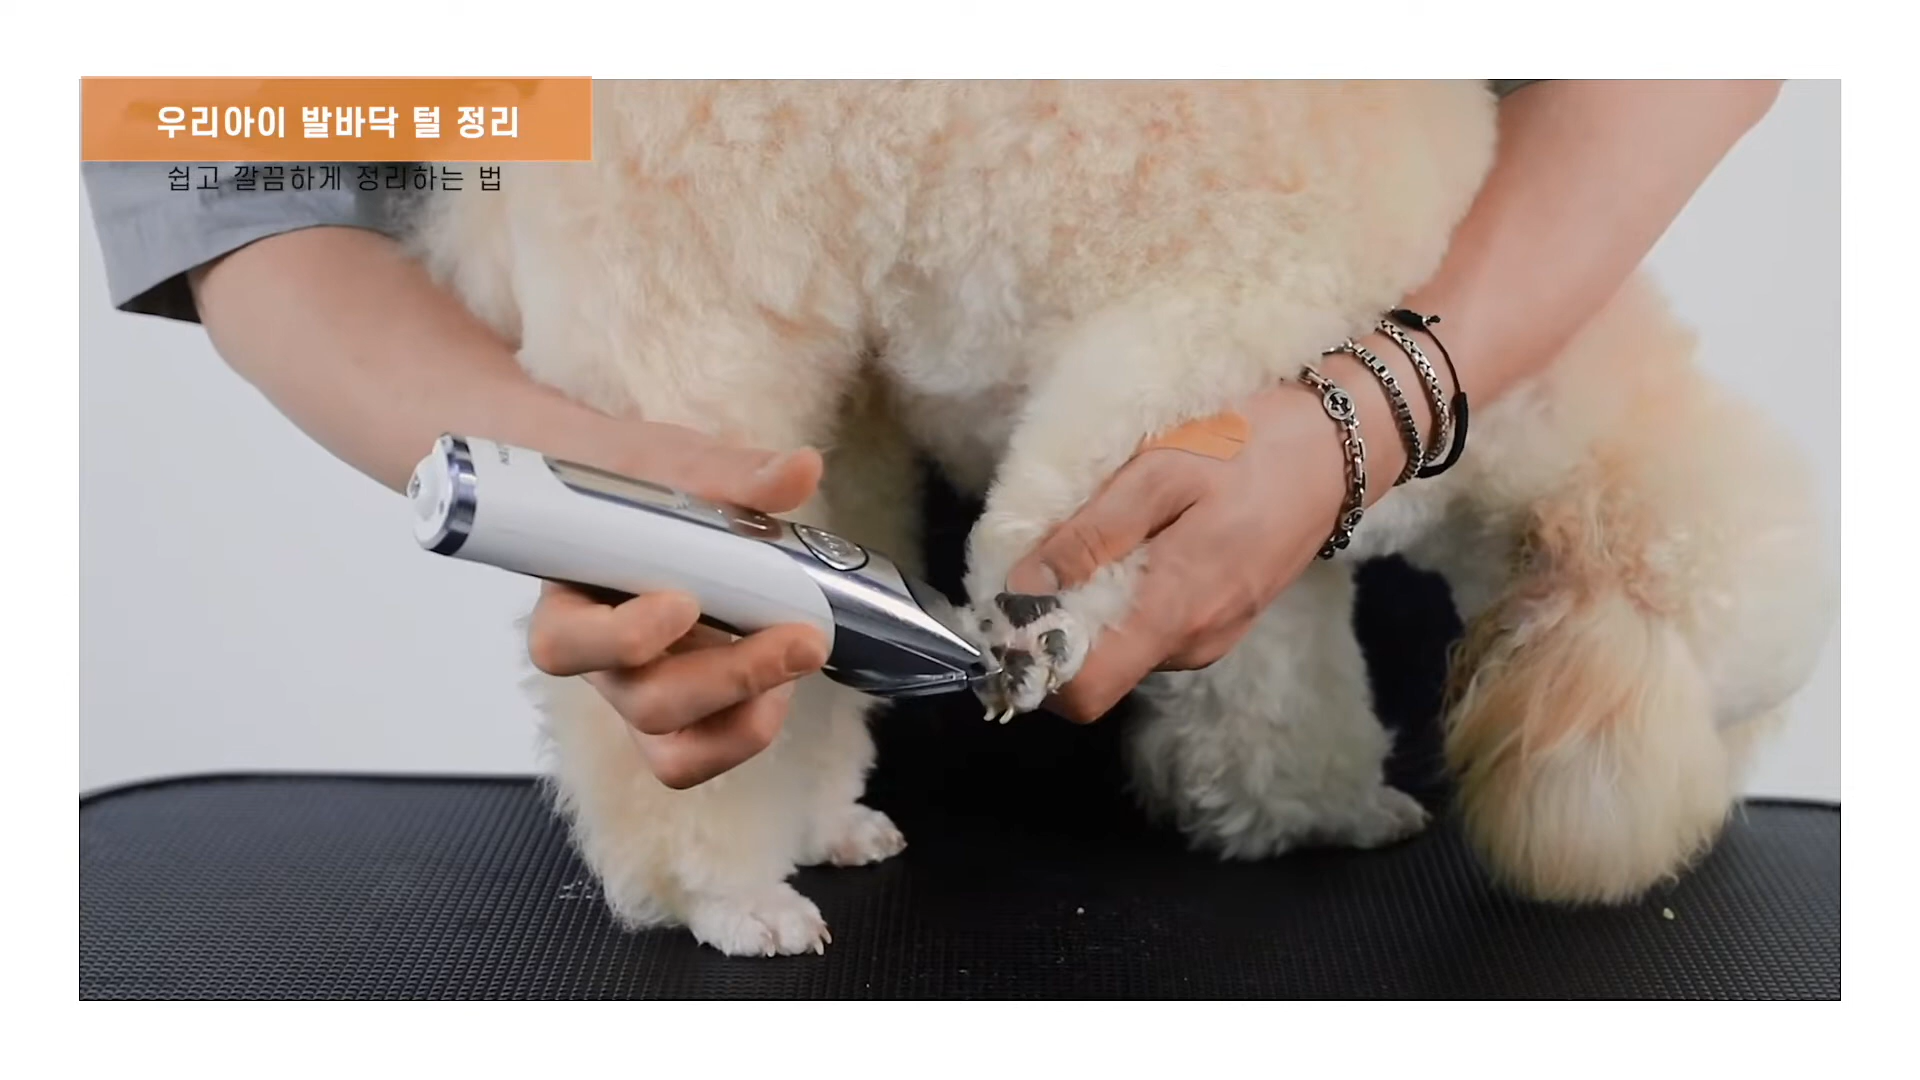 우리아이 발바닥 털 정리
쉽고 깔끔하게 정리하는 법